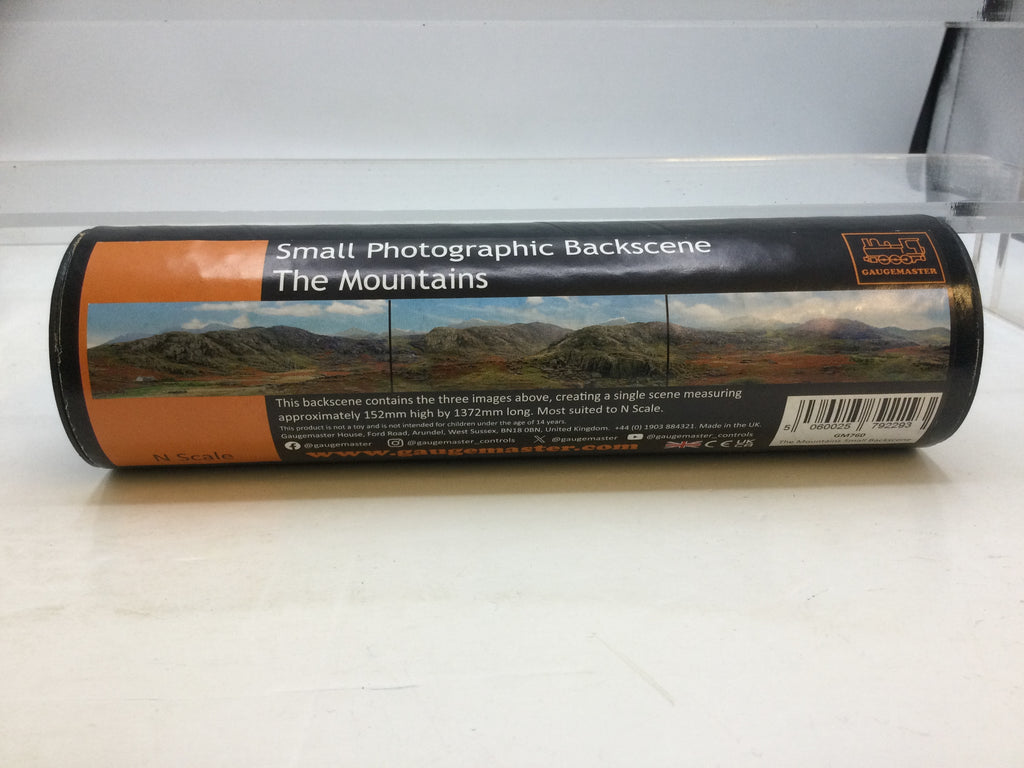 Small Photographic Backscene
The Mountains
GAUGEMASTER
This backscene contains the three images above, creating a single scene measuring
approximately 152mm high by 1372mm long. Most suited to N Scale.
This product is not a toy and is not intended for children under the age of 14 years.
Gaugemaster House, Ford Road, Arundel, West Sussex, BN18 0BN, United Kingdom. +44 (0) 1903 884321. Made in the UK.
@gaugemaster @gaugemaster_controls @gaugemaster @gaugemaster_controls
www.gaugemaster.com
CE UKCA
N Scale
5 060025 792293
GM760
The Mountains Small Backscene